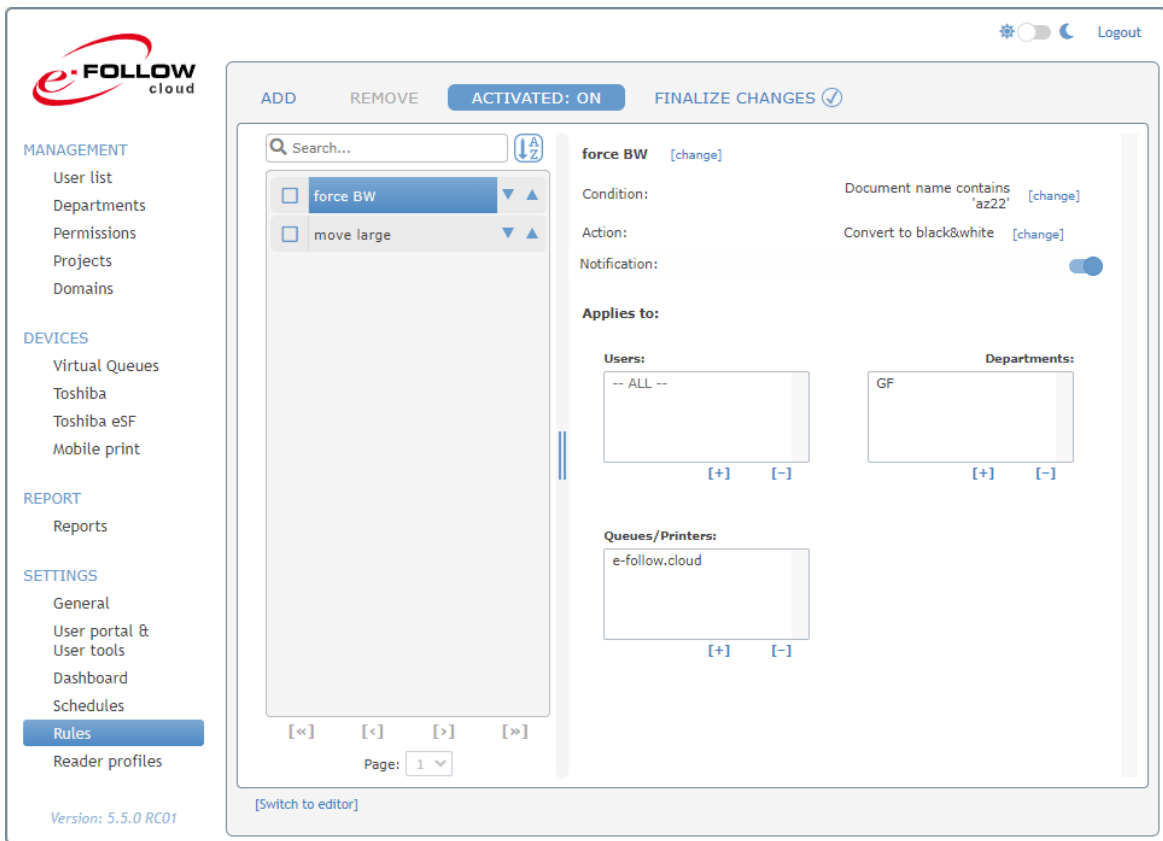 Logout
e-FOLLOW
cloud
ADD REMOVE ACTIVATED: ON FINALIZE CHANGES
MANAGEMENT
User list
Departments
Permissions
Projects
Domains
DEVICES
Virtual Queues
Toshiba
Toshiba eSF
Mobile print
REPORT
Reports
SETTINGS
General
User portal &
User tools
Dashboard
Schedules
Rules
Reader profiles
Version: 5.5.0 RC01
Search...
A
Z
force BW
move large
[«] [‹] [›] [»]
Page: 1
[Switch to editor]
force BW [change]
Condition: Document name contains
'az22' [change]
Action: Convert to black&white [change]
Notification:
Applies to:
Users: Departments:
-- ALL -- GF
[+] [-] [+] [-]
Queues/Printers:
e-follow.cloud
[+] [-]